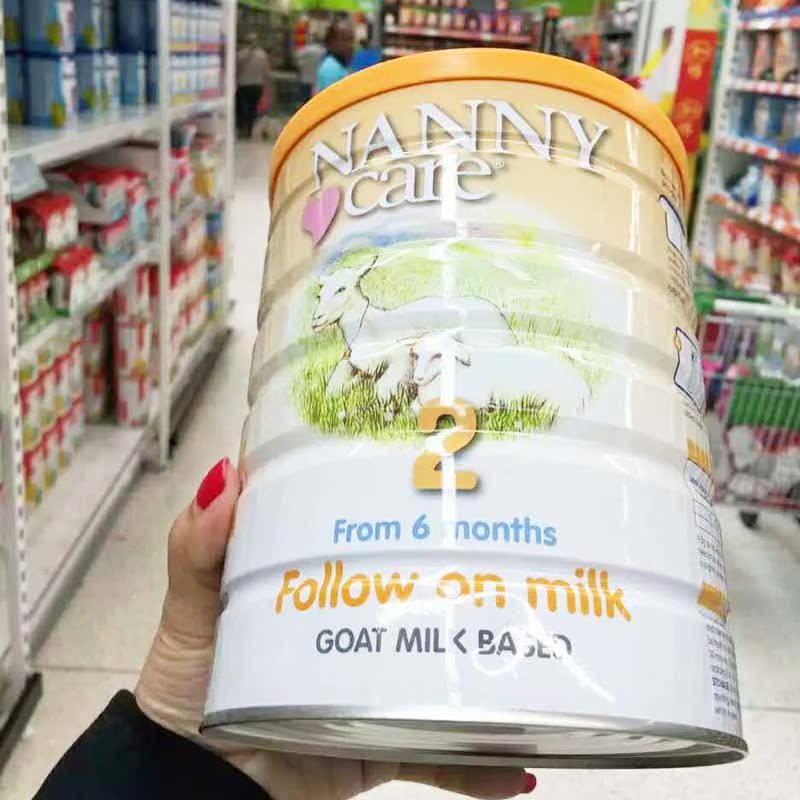 NANNY
care®
2
From 6 months
Follow on milk
GOAT MILK BASED